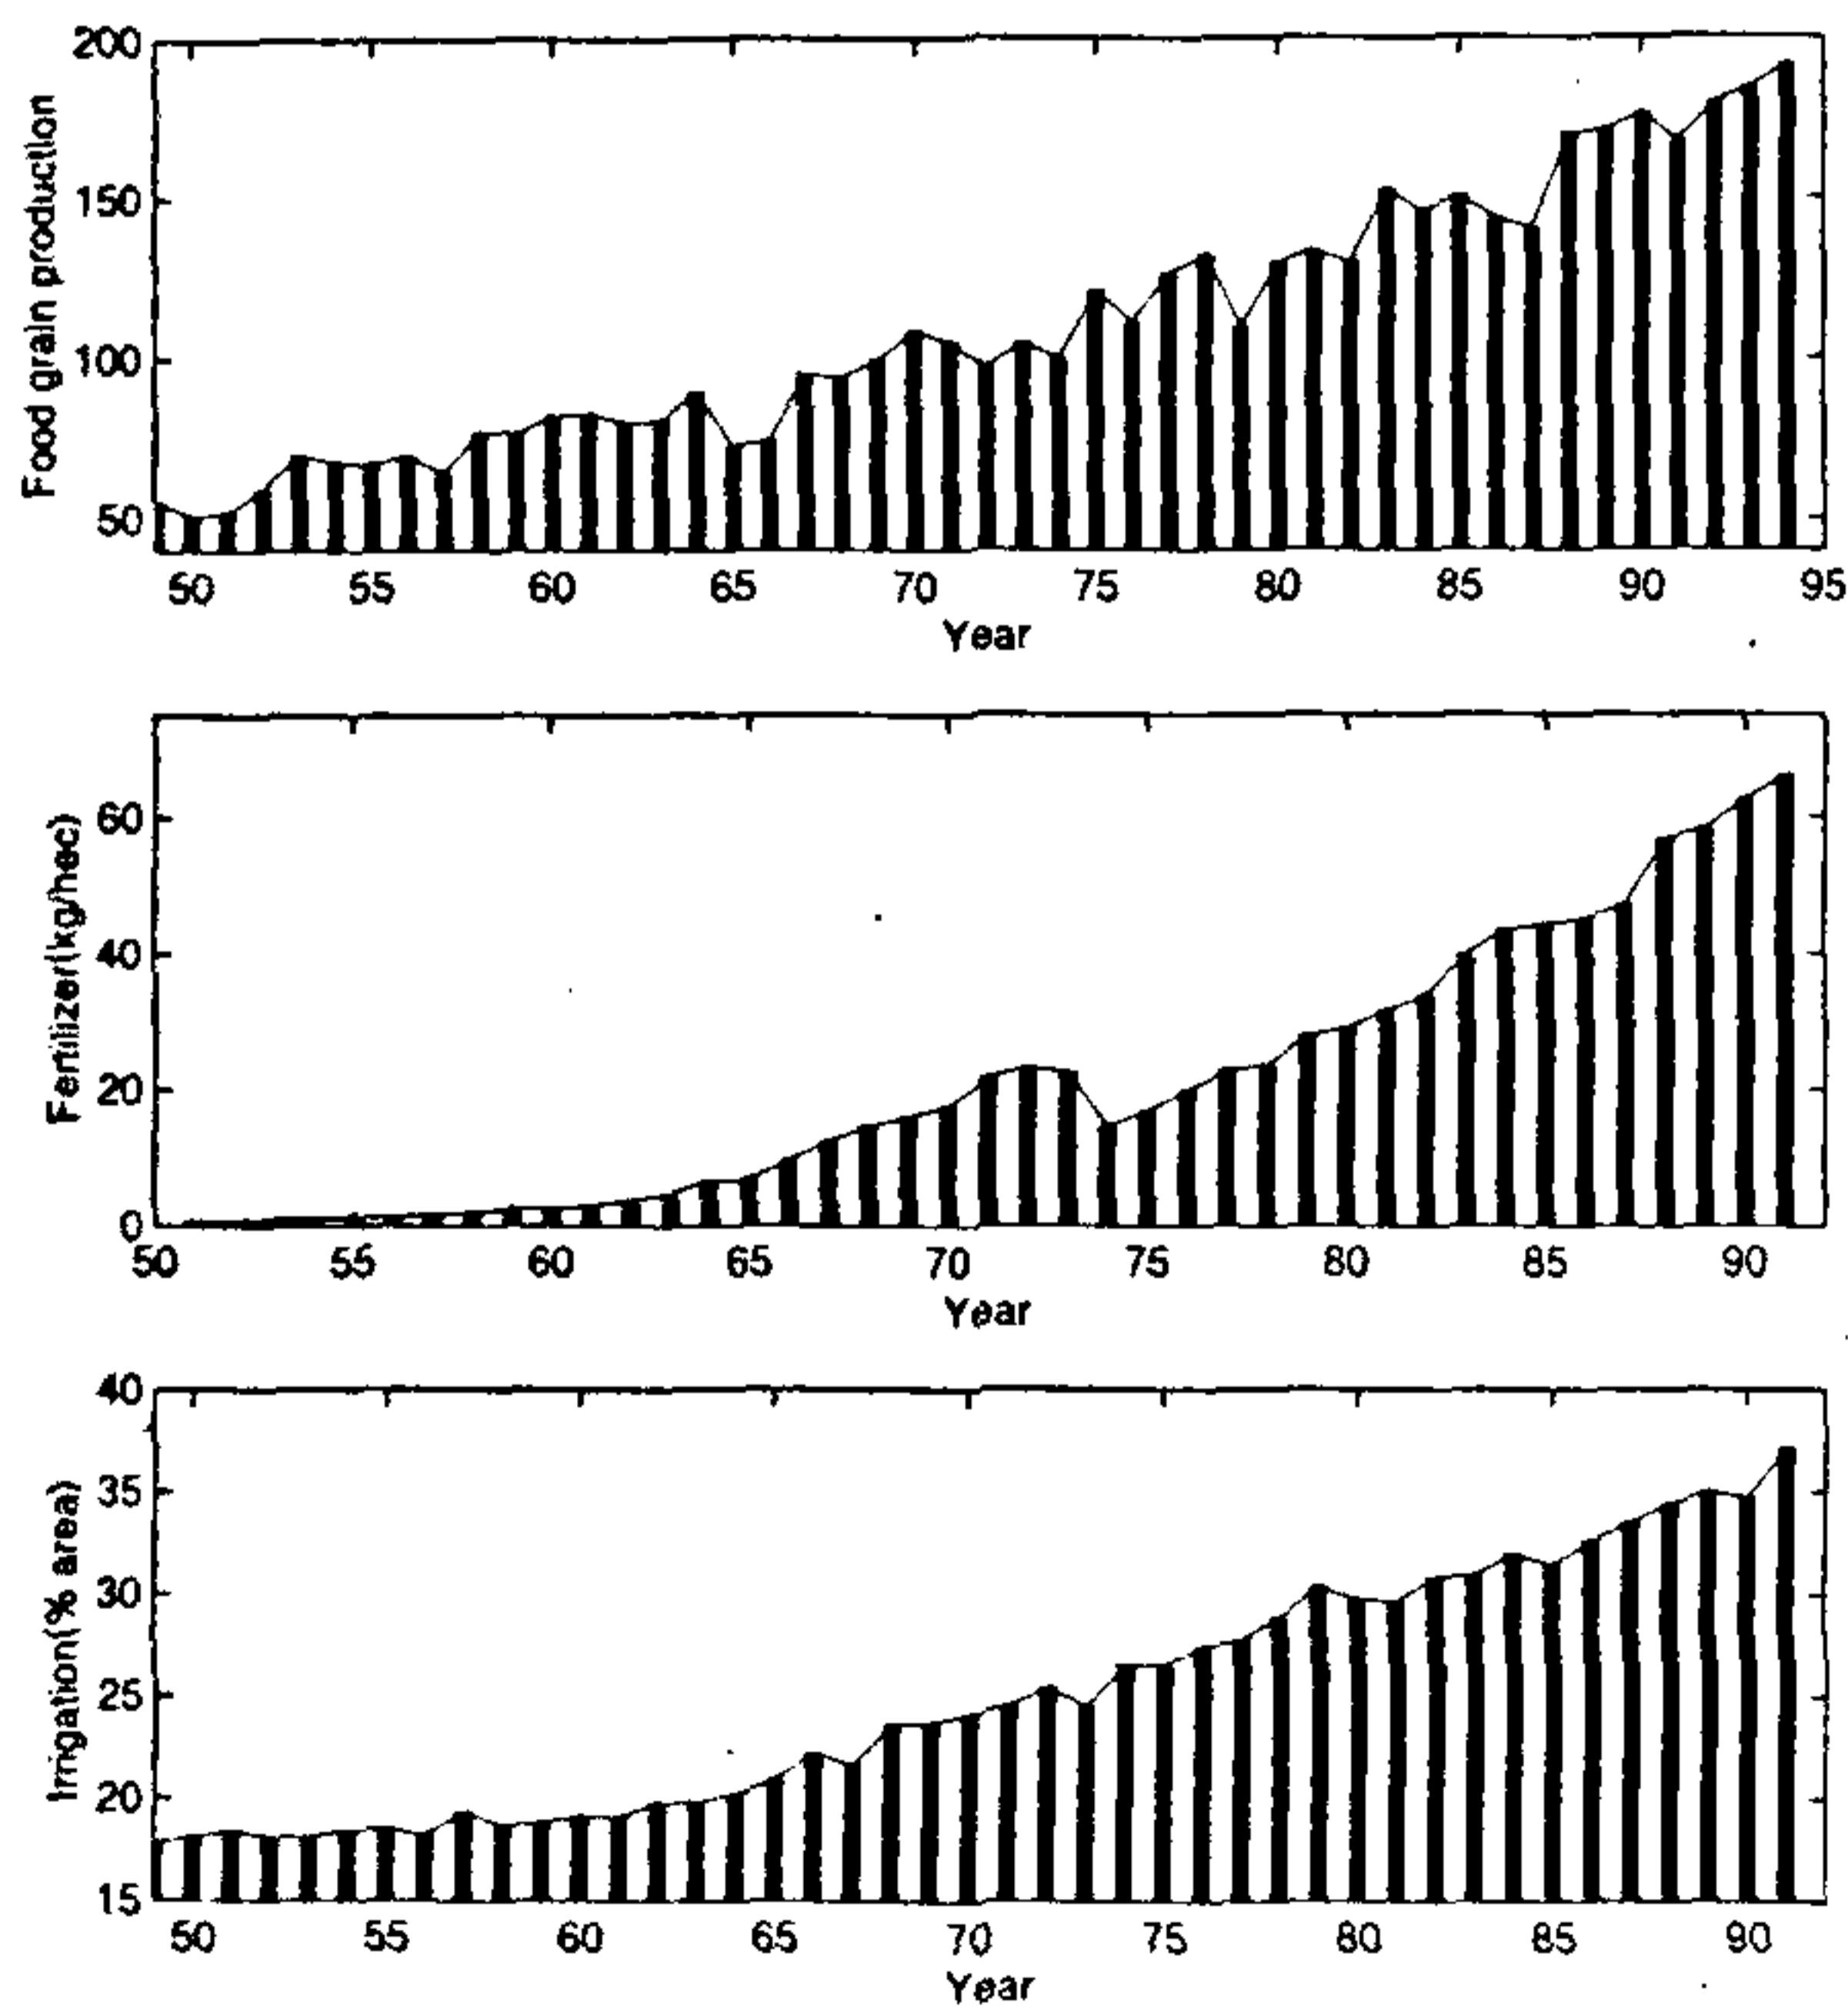 200
150
100
50
Food grain production
50 55 60 65 70 75 80 85 90 95
Year
60
40
20
0
Fertilizer(kg/hec)
50 55 60 65 70 75 80 85 90
Year
40
35
30
25
20
15
Irrigation(% area)
50 55 60 65 70 75 80 85 90
Year